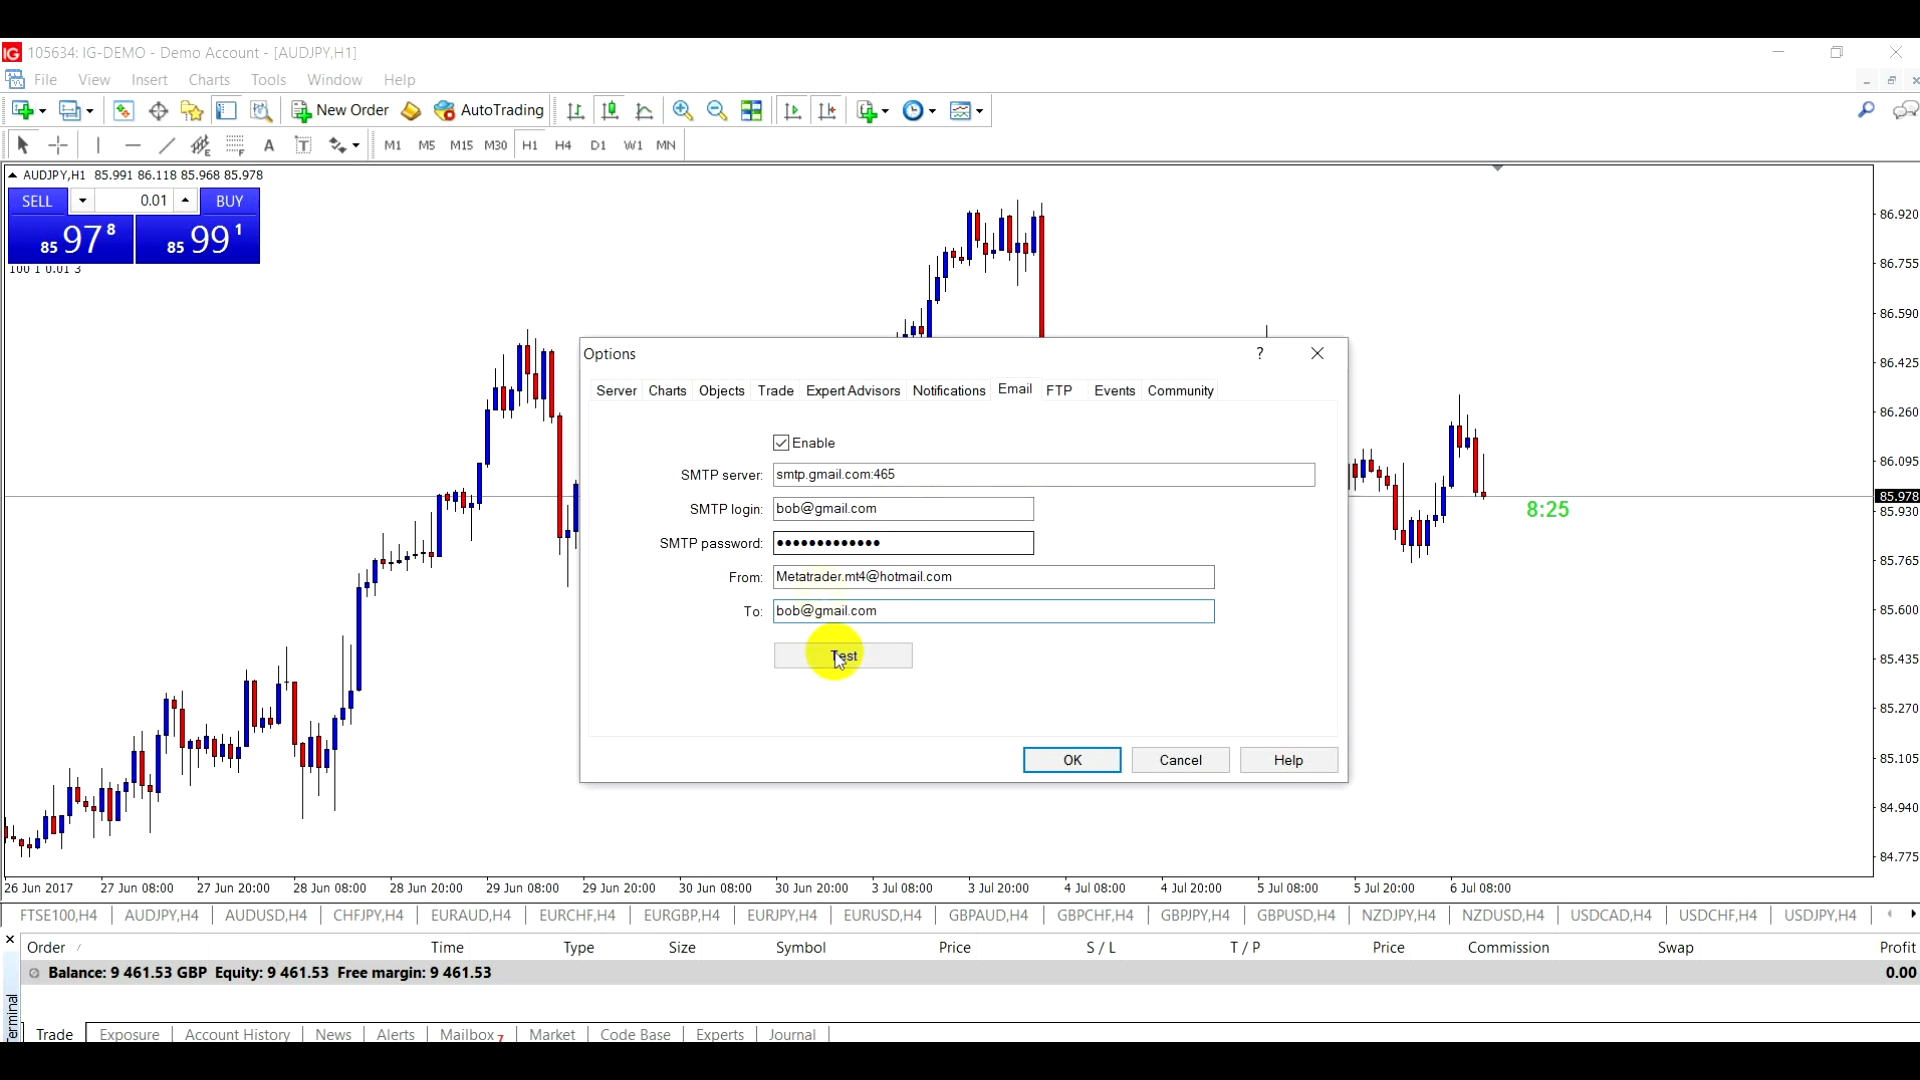 IG 105634: IG-DEMO - Demo Account - [AUDJPY,H1]
File View Insert Charts Tools Window Help
New Order AutoTrading
A T M1 M5 M15 M30 H1 H4 D1 W1 MN
AUDJPY,H1 85.991 86.118 85.968 85.978
SELL 0.01 BUY
85 97 8 85 99 1
100 1 0.01 3
86.920
86.755
86.590
86.425
86.260
86.095
85.978
85.930
85.765
85.600
85.435
85.270
85.105
84.940
84.775
8:25
Options ?
Server Charts Objects Trade Expert Advisors Notifications Email FTP Events Community
Enable
SMTP server: smtp.gmail.com:465
SMTP login: bob@gmail.com
SMTP password: •••••••••••••
From: Metatrader.mt4@hotmail.com
To: bob@gmail.com
Test
OK Cancel Help
26 Jun 2017 27 Jun 08:00 27 Jun 20:00 28 Jun 08:00 28 Jun 20:00 29 Jun 08:00 29 Jun 20:00 30 Jun 08:00 30 Jun 20:00 3 Jul 08:00 3 Jul 20:00 4 Jul 08:00 4 Jul 20:00 5 Jul 08:00 5 Jul 20:00 6 Jul 08:00
FTSE100,H4 AUDJPY,H4 AUDUSD,H4 CHFJPY,H4 EURAUD,H4 EURCHF,H4 EURGBP,H4 EURJPY,H4 EURUSD,H4 GBPAUD,H4 GBPCHF,H4 GBPJPY,H4 GBPUSD,H4 NZDJPY,H4 NZDUSD,H4 USDCAD,H4 USDCHF,H4 USDJPY,H4
Order / Time Type Size Symbol Price S / L T / P Price Commission Swap Profit
Balance: 9 461.53 GBP Equity: 9 461.53 Free margin: 9 461.53 0.00
Terminal
Trade Exposure Account History News Alerts Mailbox 7 Market Code Base Experts Journal